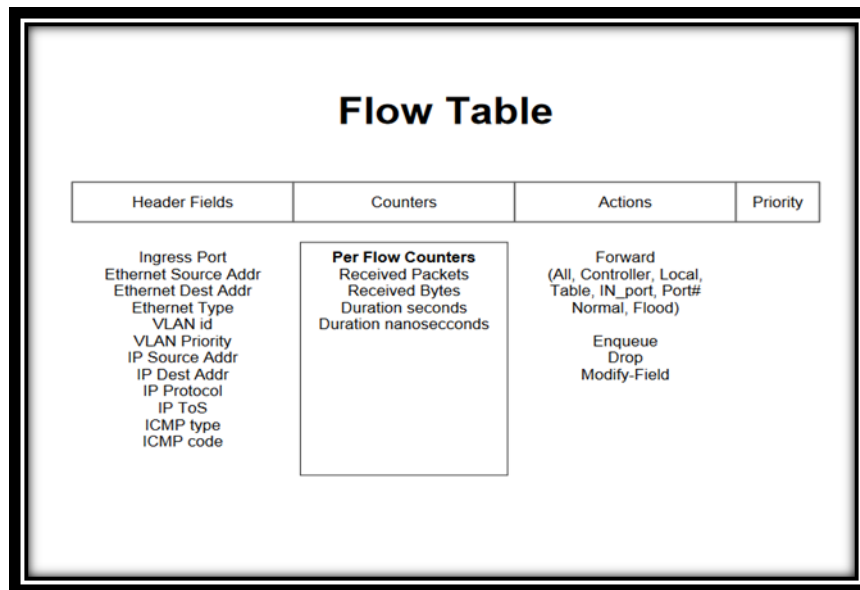 Flow Table
Header Fields
Counters
Actions
Priority
Ingress Port
Ethernet Source Addr
Ethernet Dest Addr
Ethernet Type
VLAN id
VLAN Priority
IP Source Addr
IP Dest Addr
IP Protocol
IP ToS
ICMP type
ICMP code
Per Flow Counters
Received Packets
Received Bytes
Duration seconds
Duration nanosecconds
Forward
(All, Controller, Local,
Table, IN_port, Port#
Normal, Flood)
Enqueue
Drop
Modify-Field